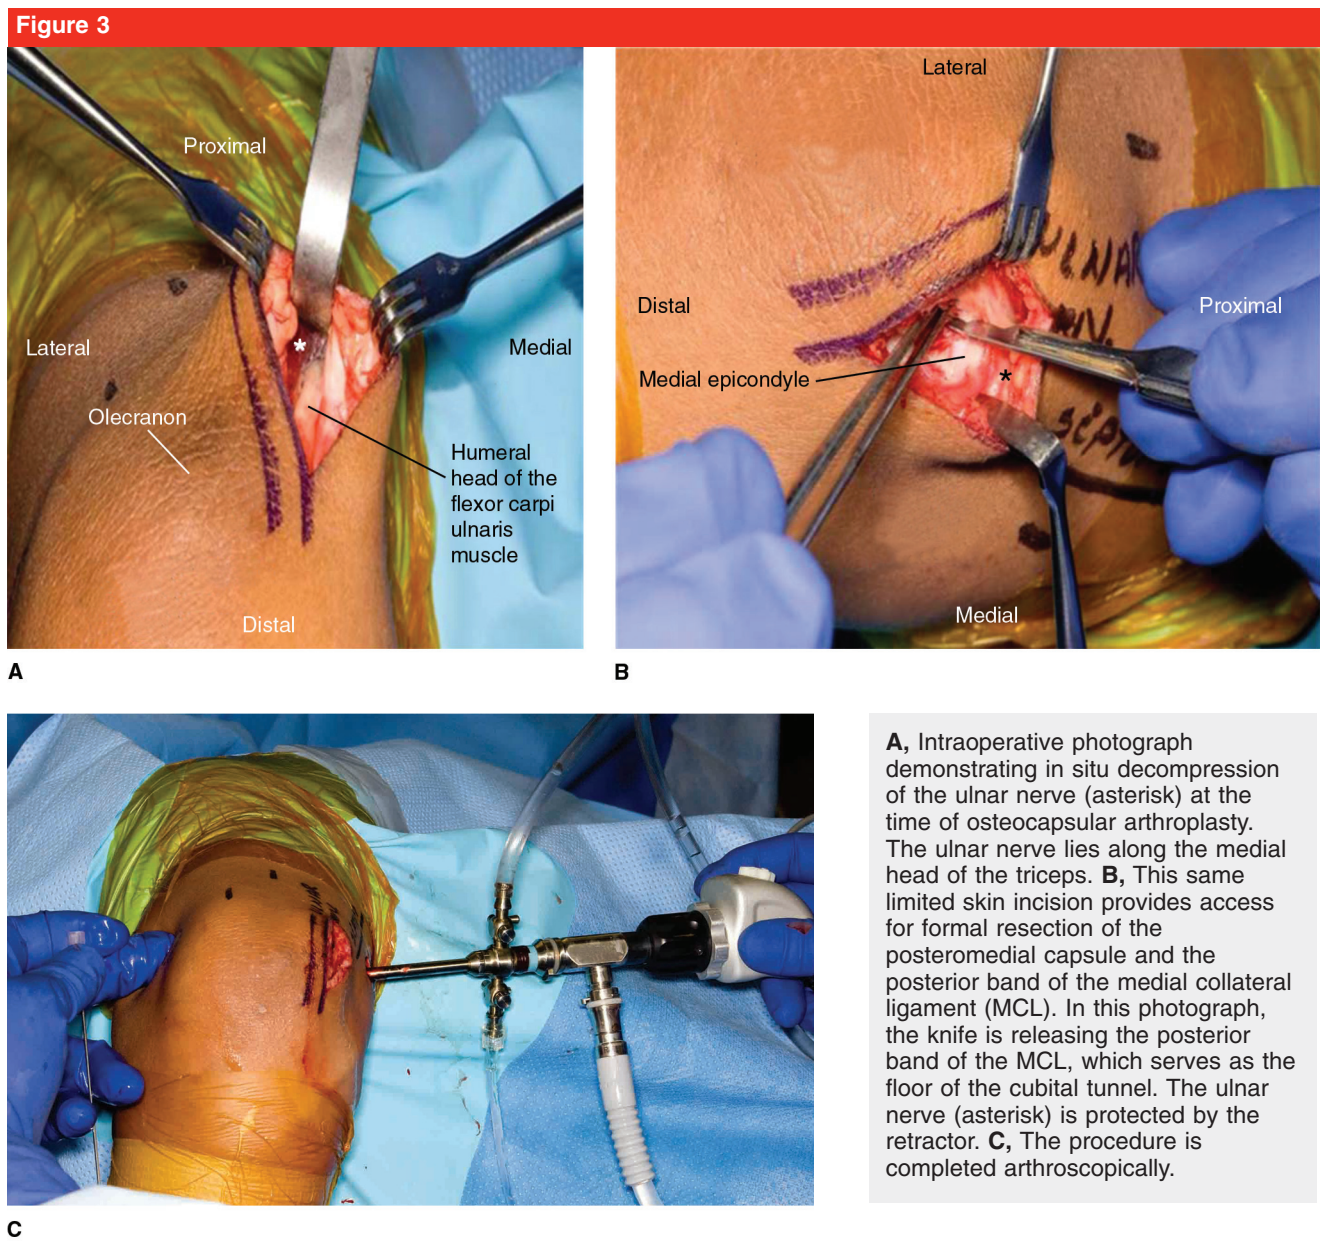 Figure 3
Proximal
Lateral
Medial
Olecranon
Humeral
head of the
flexor carpi
ulnaris
muscle
Distal
A
Lateral
ULNAR
Distal
Proximal
NV.
Medial epicondyle
*
Medial
B
C
A, Intraoperative photograph
demonstrating in situ decompression
of the ulnar nerve (asterisk) at the
time of osteocapsular arthroplasty.
The ulnar nerve lies along the medial
head of the triceps. B, This same
limited skin incision provides access
for formal resection of the
posteromedial capsule and the
posterior band of the medial collateral
ligament (MCL). In this photograph,
the knife is releasing the posterior
band of the MCL, which serves as the
floor of the cubital tunnel. The ulnar
nerve (asterisk) is protected by the
retractor. C, The procedure is
completed arthroscopically.